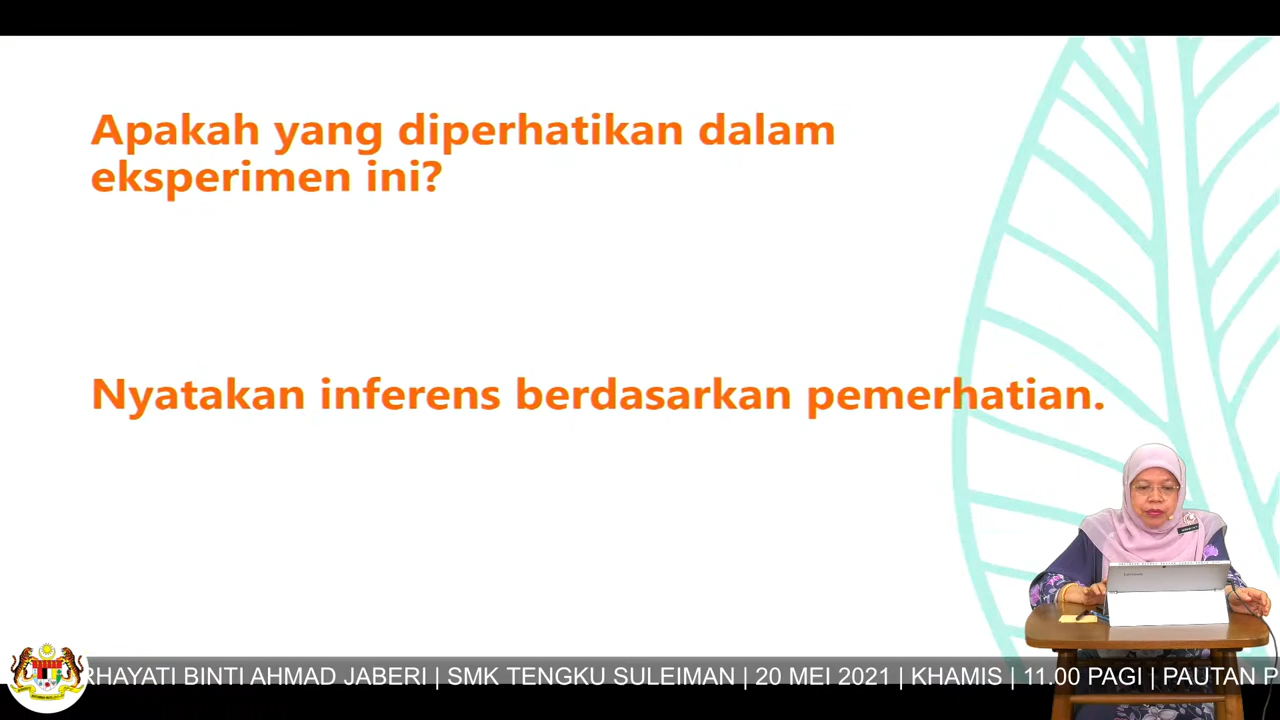 Apakah yang diperhatikan dalam
eksperimen ini?
Nyatakan inferens berdasarkan pemerhatian.
RHAYATI BINTI AHMAD JABERI | SMK TENGKU SULEIMAN | 20 MEI 2021 | KHAMIS | 11.00 PAGI | PAUTAN P